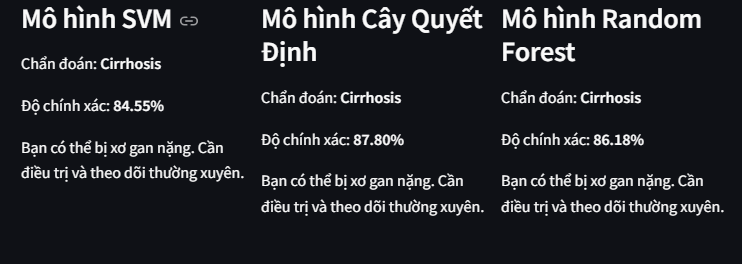 Mô hình SVM
Chẩn đoán: Cirrhosis
Độ chính xác: 84.55%
Bạn có thể bị xơ gan nặng. Cần
điều trị và theo dõi thường xuyên.
Mô hình Cây Quyết
Định
Chẩn đoán: Cirrhosis
Độ chính xác: 87.80%
Bạn có thể bị xơ gan nặng. Cần
điều trị và theo dõi thường xuyên.
Mô hình Random
Forest
Chẩn đoán: Cirrhosis
Độ chính xác: 86.18%
Bạn có thể bị xơ gan nặng. Cần
điều trị và theo dõi thường xuyên.